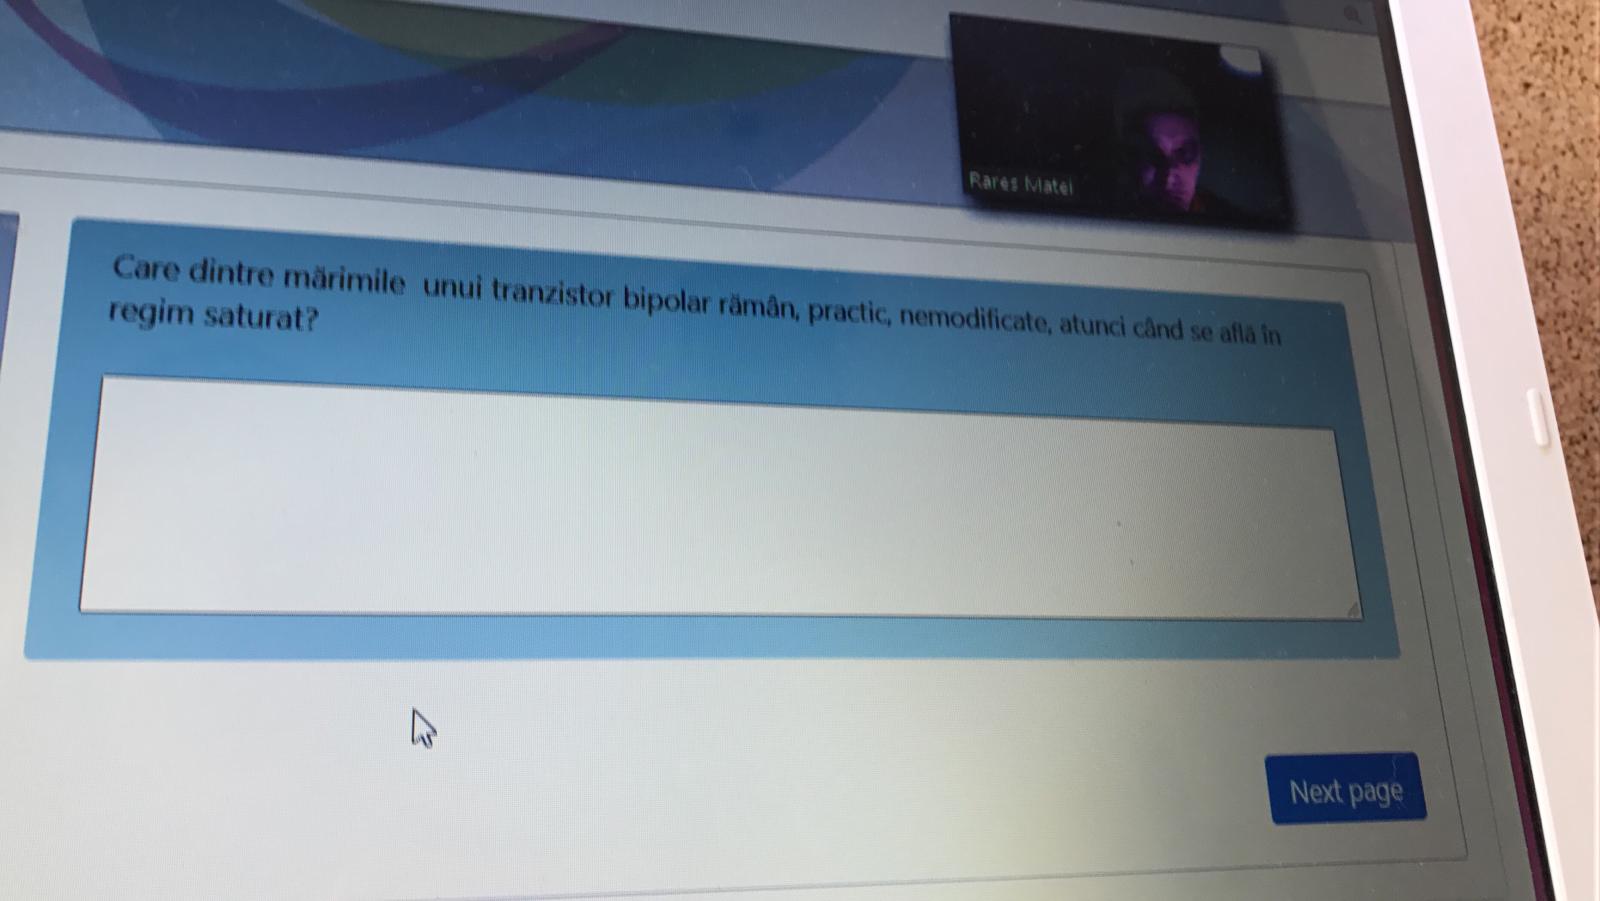 Rares Matei
Care dintre mărimile unui tranzistor bipolar rămân, practic, nemodificate, atunci când se află în
regim saturat?
Next page